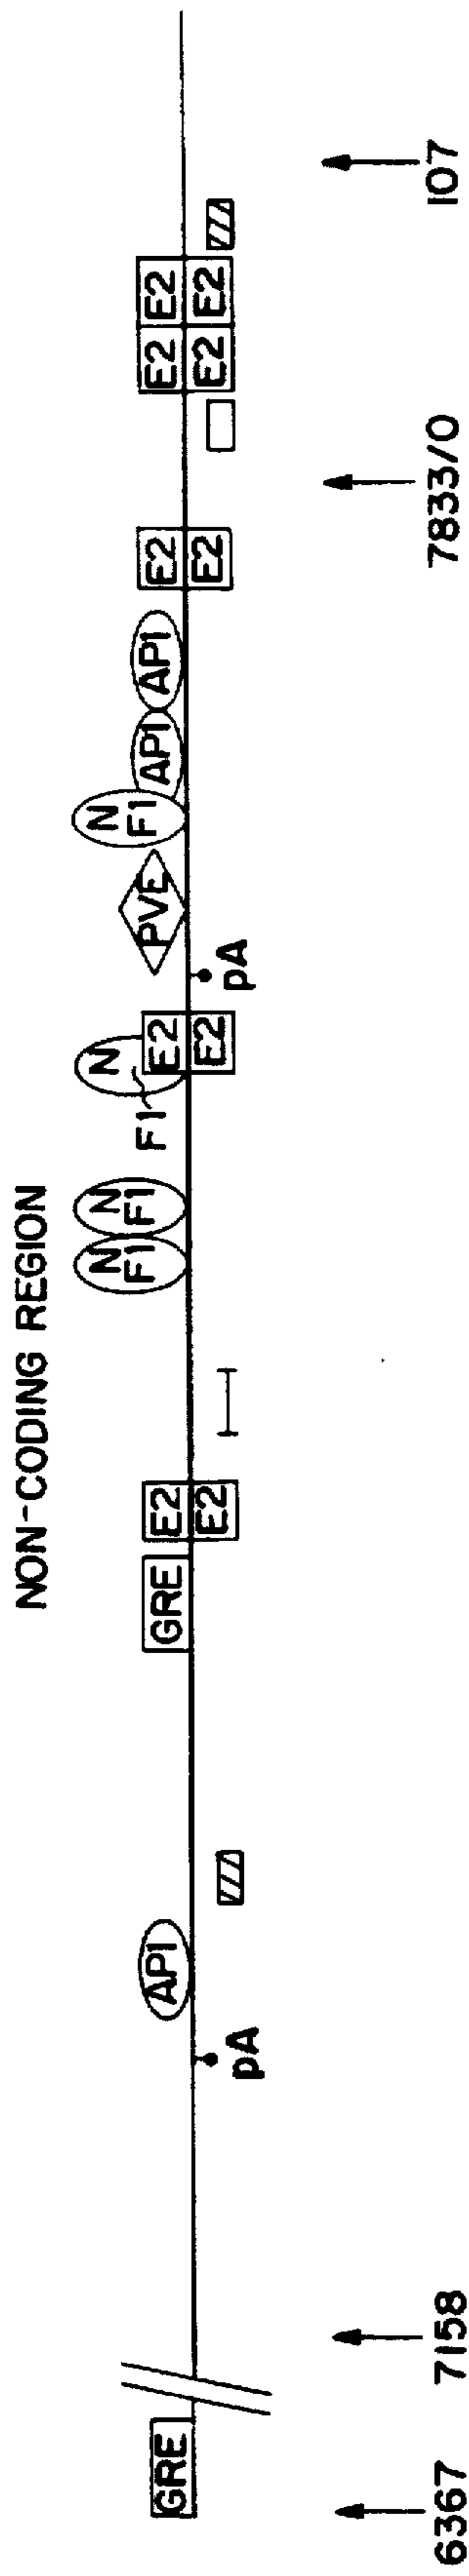 NON-CODING REGION
GRE
pA
AP1
GRE
E2
E2
N
F1
N
F1
N
F1
E2
E2
pA
PVE
N
F1
AP1
AP1
E2
E2
E2 E2
E2 E2
6367 7158 7833/0 107